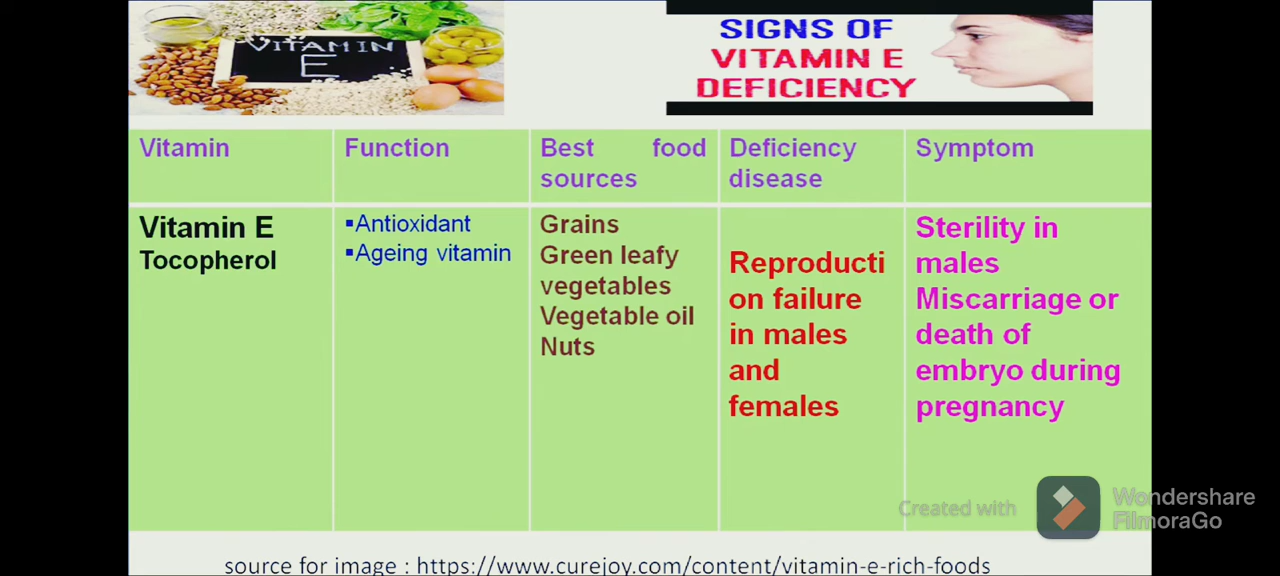 VITAMIN
E
SIGNS OF
VITAMIN E
DEFICIENCY
Vitamin
Function
Best food
sources
Deficiency
disease
Symptom
Vitamin E
Tocopherol
▪Antioxidant
▪Ageing vitamin
Grains
Green leafy
vegetables
Vegetable oil
Nuts
Reproducti
on failure
in males
and
females
Sterility in
males
Miscarriage or
death of
embryo during
pregnancy
Created with
Wondershare
FilmoraGo
source for image : https://www.curejoy.com/content/vitamin-e-rich-foods